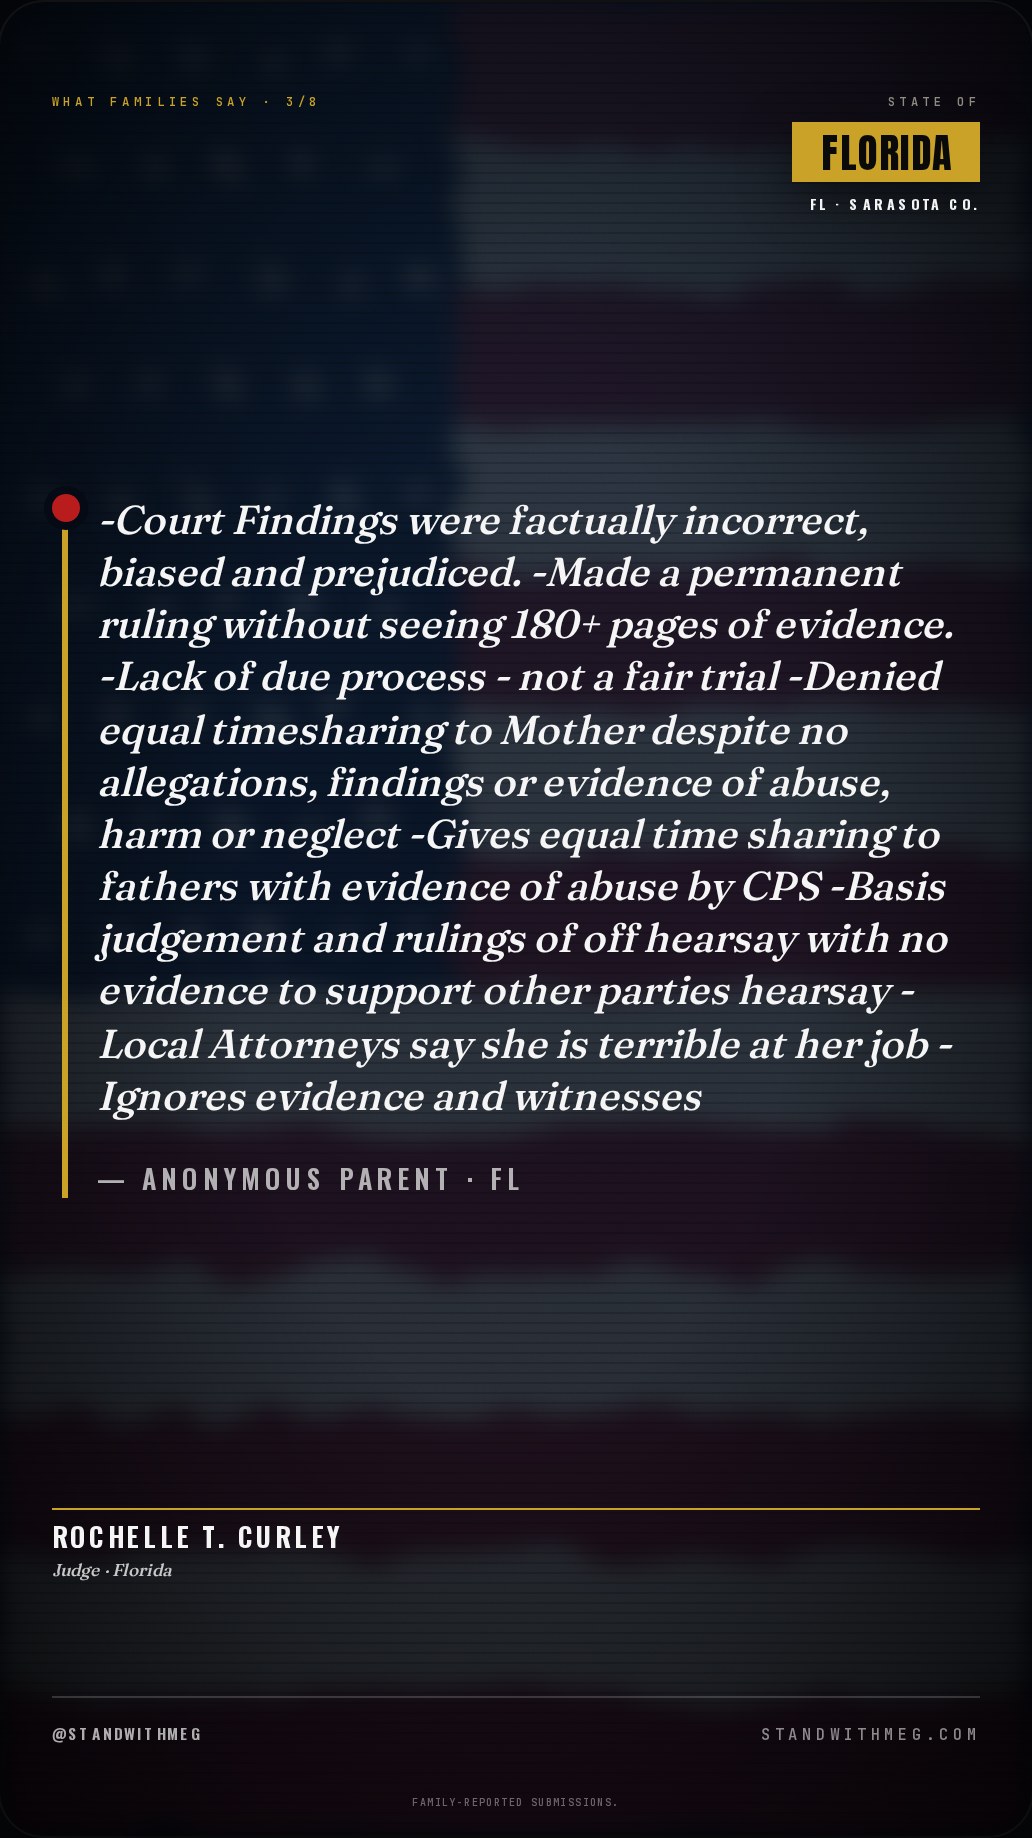 WHAT FAMILIES SAY · 3/8
STATE OF
FLORIDA
FL · SARASOTA CO.
-Court Findings were factually incorrect,
biased and prejudiced. -Made a permanent
ruling without seeing 180+ pages of evidence.
-Lack of due process - not a fair trial -Denied
equal timesharing to Mother despite no
allegations, findings or evidence of abuse,
harm or neglect -Gives equal time sharing to
fathers with evidence of abuse by CPS -Basis
judgement and rulings of off hearsay with no
evidence to support other parties hearsay -
Local Attorneys say she is terrible at her job -
Ignores evidence and witnesses
— ANONYMOUS PARENT · FL
ROCHELLE T. CURLEY
Judge · Florida
@STANDWITHMEG
STANDWITHMEG.COM
FAMILY-REPORTED SUBMISSIONS.